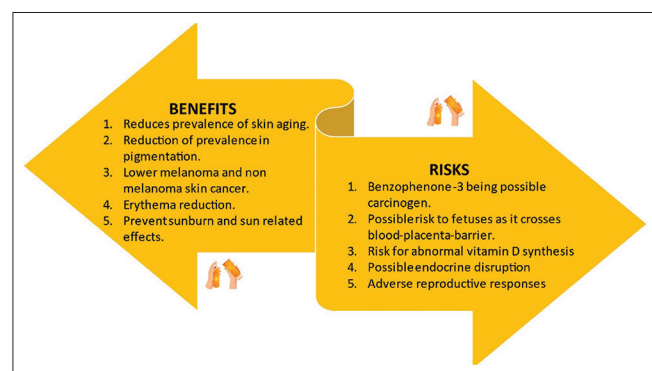 BENEFITS
1. Reduces prevalence of skin aging.
2. Reduction of prevalence in
pigmentation.
3. Lower melanoma and non
melanoma skin cancer.
4. Erythema reduction.
5. Prevent sunburn and sun related
effects.
RISKS
1. Benzophenone-3 being possible
carcinogen.
2. Possible risk to fetuses as it crosses
blood-placenta-barrier.
3. Risk for abnormal vitamin D synthesis
4. Possible endocrine disruption
5. Adverse reproductive responses